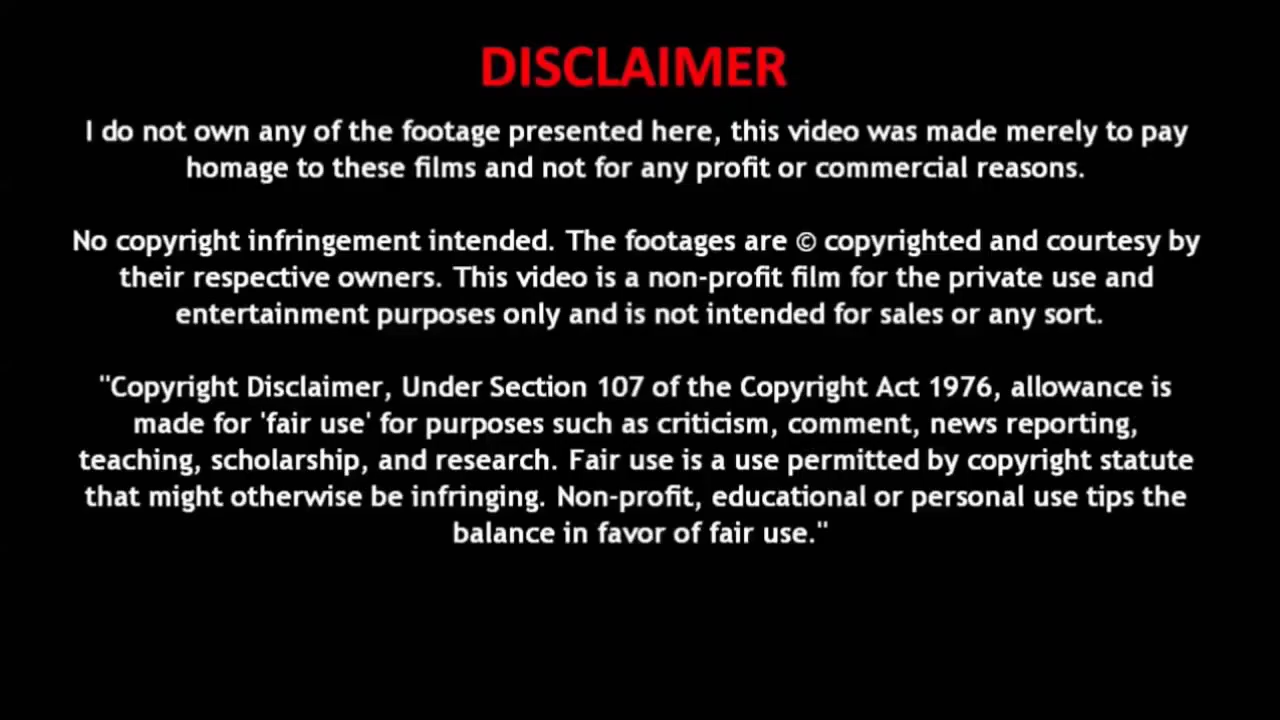 DISCLAIMER
I do not own any of the footage presented here, this video was made merely to pay
homage to these films and not for any profit or commercial reasons.
No copyright infringement intended. The footages are © copyrighted and courtesy by
their respective owners. This video is a non-profit film for the private use and
entertainment purposes only and is not intended for sales or any sort.
"Copyright Disclaimer, Under Section 107 of the Copyright Act 1976, allowance is
made for 'fair use' for purposes such as criticism, comment, news reporting,
teaching, scholarship, and research. Fair use is a use permitted by copyright statute
that might otherwise be infringing. Non-profit, educational or personal use tips the
balance in favor of fair use."